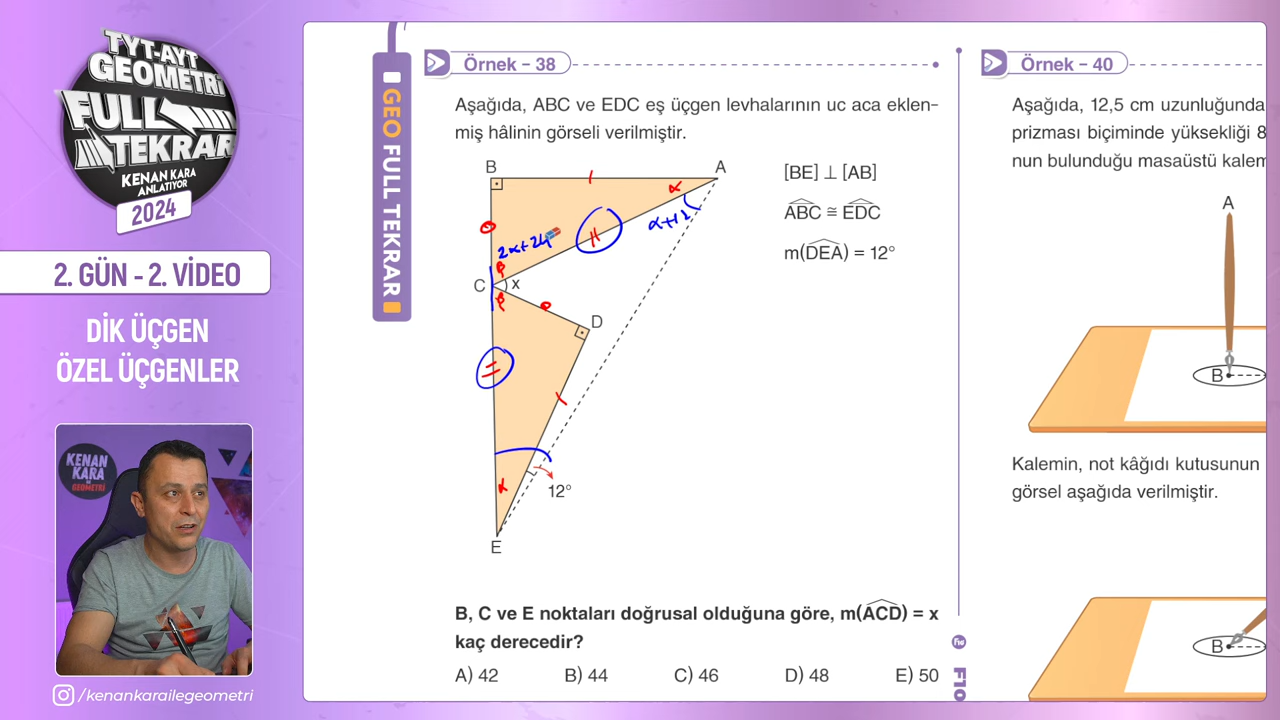 TYT-AYT
GEOMETRİ
FULL
TEKRAR
KENAN KARA
ANLATIYOR
2024
2. GÜN - 2. VİDEO
DİK ÜÇGEN
ÖZEL ÜÇGENLER
KENAN
KARA
GEOMETRİ
/kenankarailegeometri
GEO FULL TEKRAR
Örnek – 38
Aşağıda, ABC ve EDC eş üçgen levhalarının uc aca eklen-
miş hâlinin görseli verilmiştir.
B
A
[BE] ⊥ [AB]
ABC ≅ EDC
m(DEA) = 12°
α
α+12
2α+24
β
C
x
β
D
α
12°
E
B, C ve E noktaları doğrusal olduğuna göre, m(ACD) = x
kaç derecedir?
A) 42 B) 44 C) 46 D) 48 E) 50
F10
Örnek – 40
Aşağıda, 12,5 cm uzunluğunda
prizması biçiminde yüksekliği 8
nun bulunduğu masaüstü kalem
A
B
Kalemin, not kâğıdı kutusunun
görsel aşağıda verilmiştir.
B